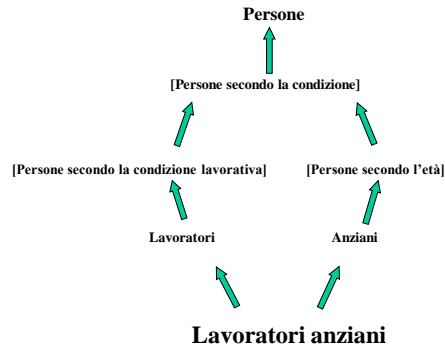 Persone
[Persone secondo la condizione]
[Persone secondo la condizione lavorativa]
[Persone secondo l'età]
Lavoratori
Anziani
Lavoratori anziani